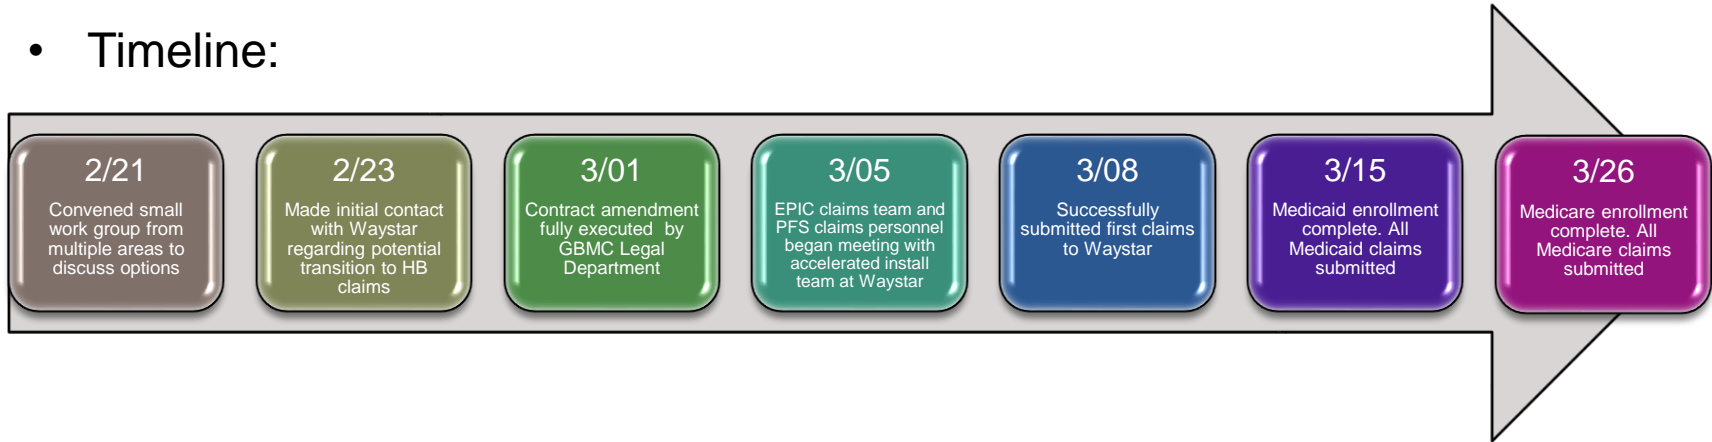 • Timeline:
2/21
Convened small
work group from
multiple areas to
discuss options
2/23
Made initial contact
with Waystar
regarding potential
transition to HB
claims
3/01
Contract amendment
fully executed by
GBMC Legal
Department
3/05
EPIC claims team and
PFS claims personnel
began meeting with
accelerated install
team at Waystar
3/08
Successfully
submitted first claims
to Waystar
3/15
Medicaid enrollment
complete. All
Medicaid claims
submitted
3/26
Medicare enrollment
complete. All
Medicare claims
submitted